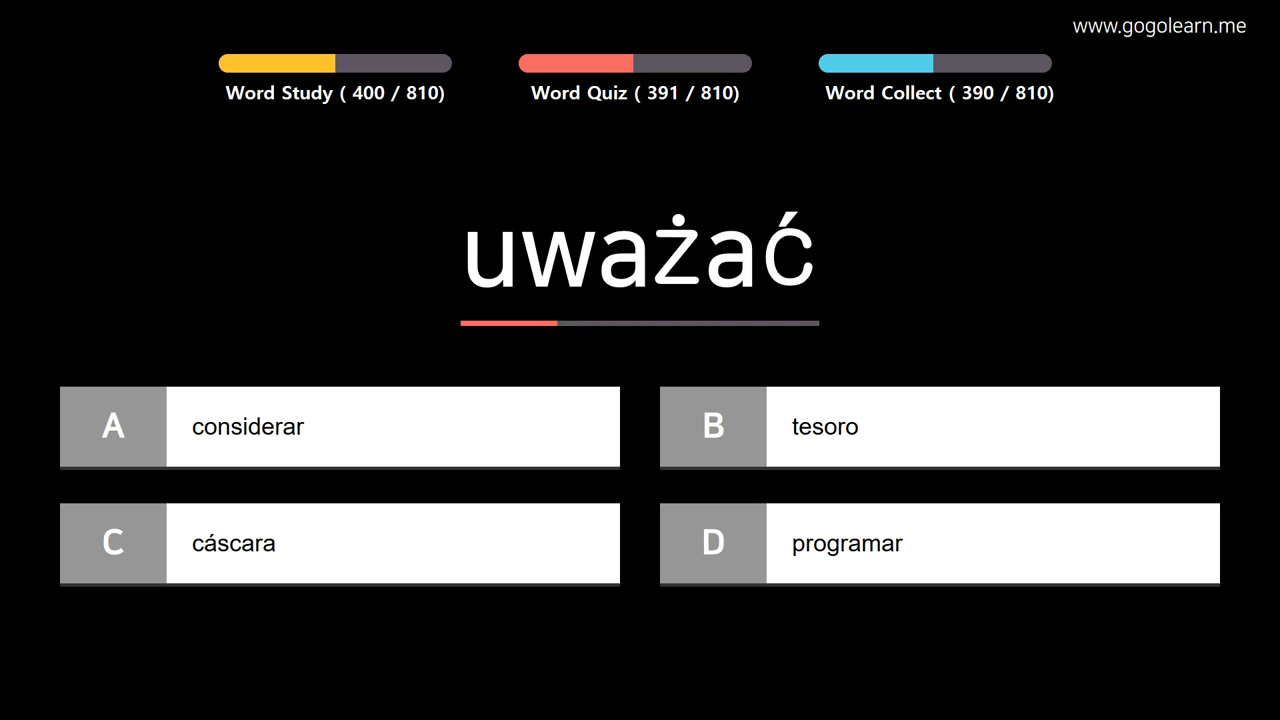 www.gogolearn.me
Word Study ( 400 / 810)
Word Quiz ( 391 / 810)
Word Collect ( 390 / 810)
uważać
A considerar
B tesoro
C cáscara
D programar